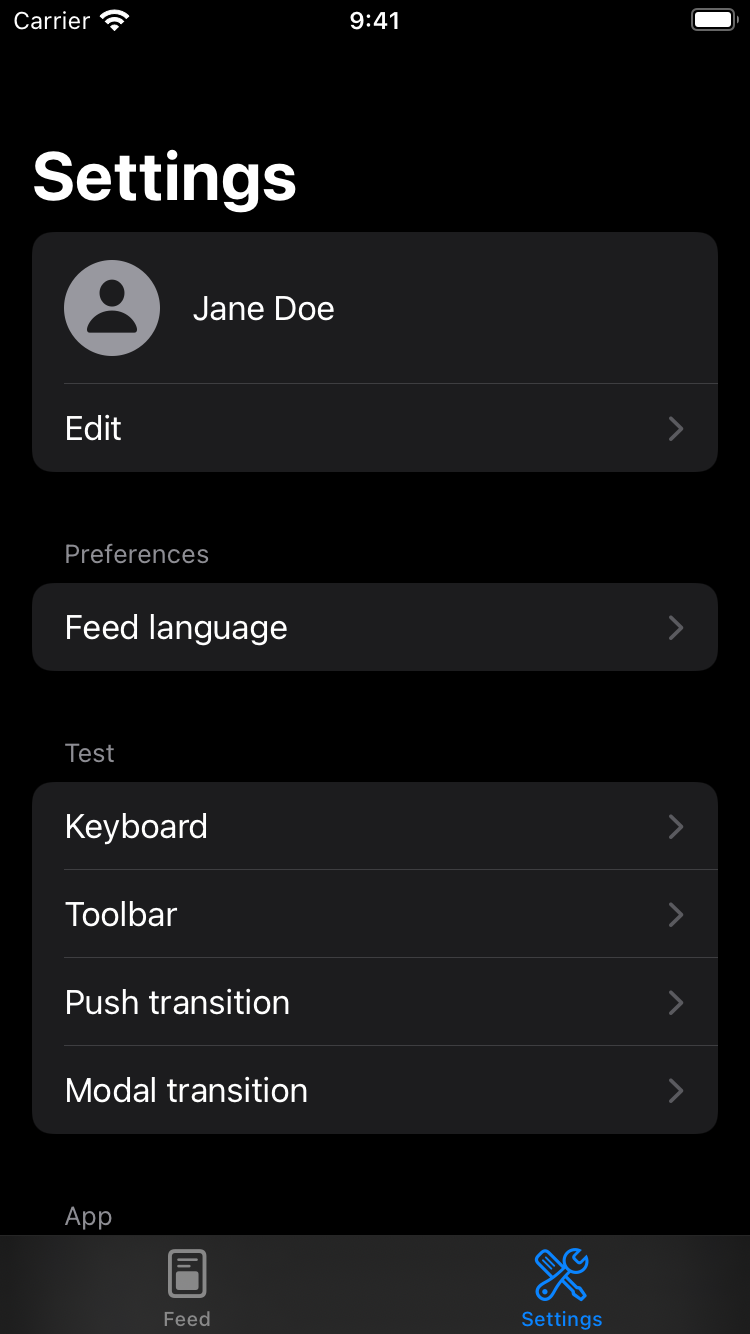 Carrier 9:41
Settings
Jane Doe
Edit
Preferences
Feed language
Test
Keyboard
Toolbar
Push transition
Modal transition
App
Feed Settings